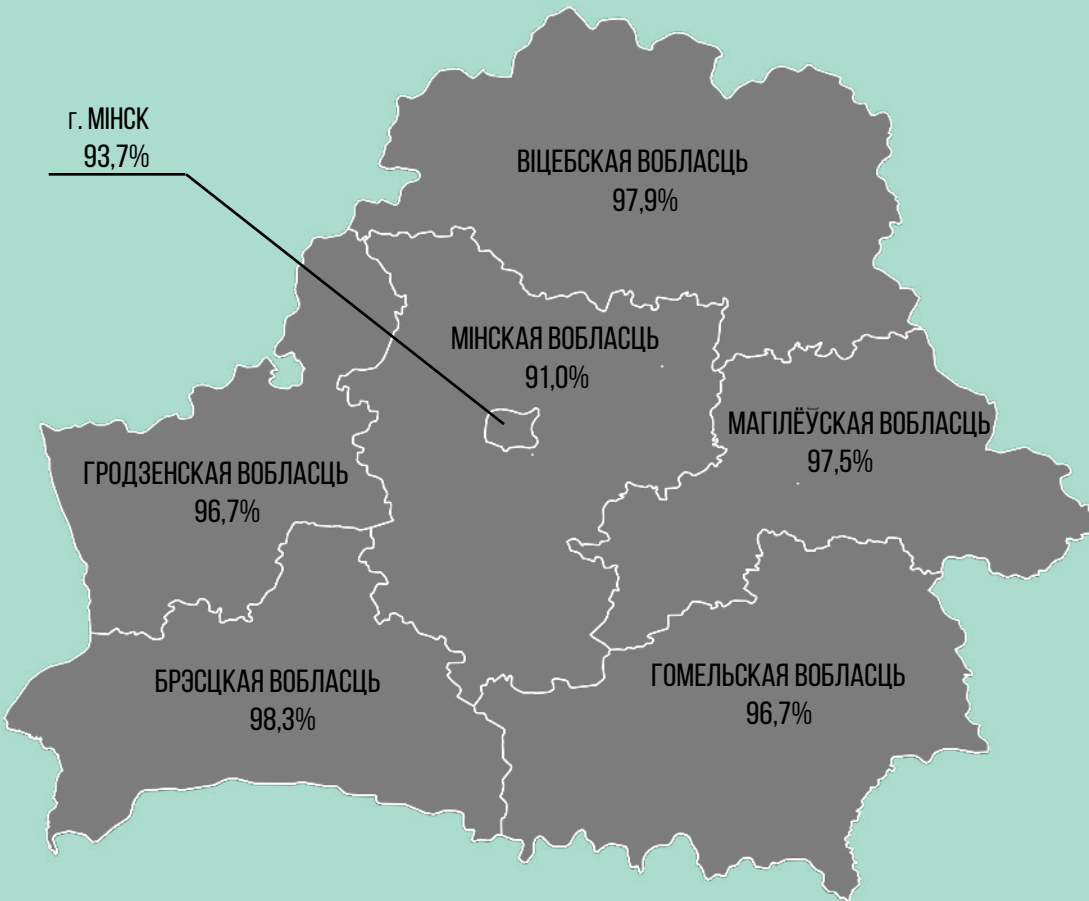 г. МІНСК
93,7%
ВІЦЕБСКАЯ ВОБЛАСЦЬ
97,9%
МІНСКАЯ ВОБЛАСЦЬ
91,0%
МАГІЛЁЎСКАЯ ВОБЛАСЦЬ
97,5%
ГРОДЗЕНСКАЯ ВОБЛАСЦЬ
96,7%
БРЭСЦКАЯ ВОБЛАСЦЬ
98,3%
ГОМЕЛЬСКАЯ ВОБЛАСЦЬ
96,7%